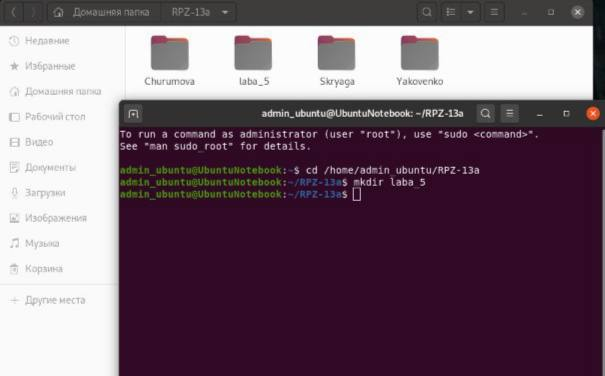 Домашняя папка RPZ-13a
Недавние
Избранные
Домашняя папка
Рабочий стол
Видео
Документы
Загрузки
Изображения
Музыка
Корзина
Другие места
Churumova laba_5 Skryaga Yakovenko
admin_ubuntu@UbuntuNotebook: ~/RPZ-13a
To run a command as administrator (user "root"), use "sudo <command>".
See "man sudo_root" for details.
admin_ubuntu@UbuntuNotebook:~$ cd /home/admin_ubuntu/RPZ-13a
admin_ubuntu@UbuntuNotebook:~/RPZ-13a$ mkdir laba_5
admin_ubuntu@UbuntuNotebook:~/RPZ-13a$